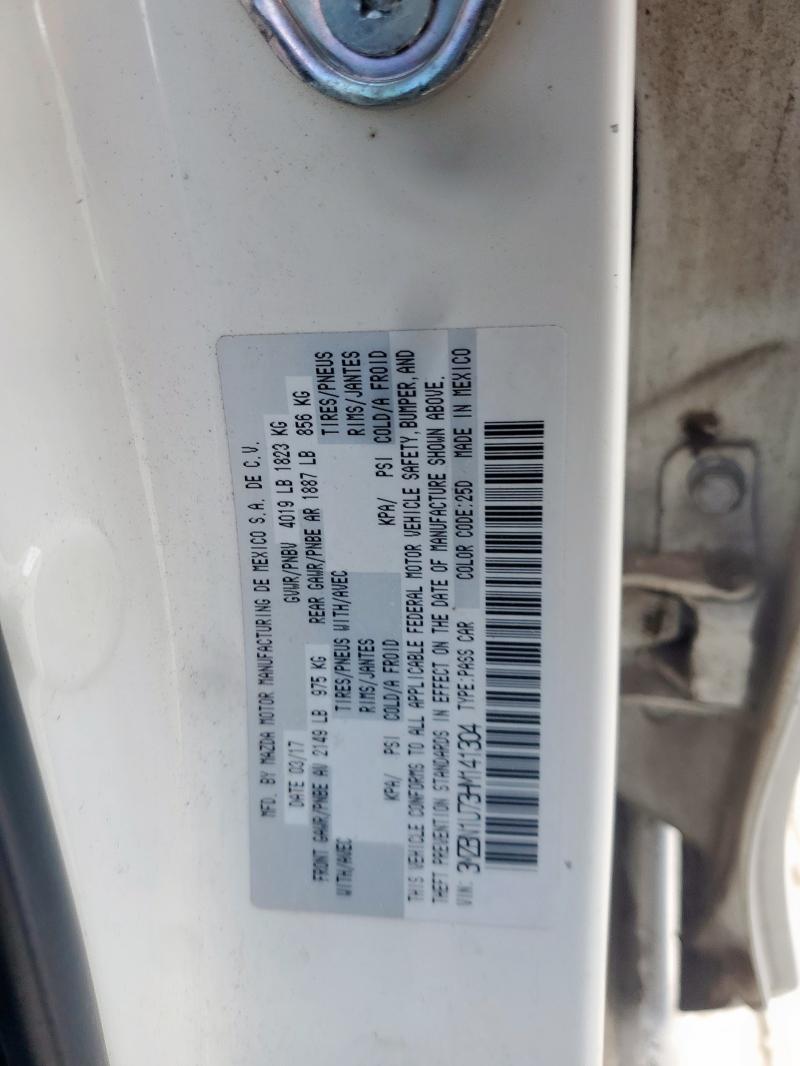 MFD. BY MAZDA MOTOR MANUFACTURING DE MEXICO S.A. DE C.V.
DATE 03/17 GVWR/PNBV 4019 LB 1823 KG
FRONT GAWR/PNBE AV 2149 LB 975 KG REAR GAWR/PNBE AR 1887 LB 856 KG
WITH/AVEC TIRES/PNEUS WITH/AVEC TIRES/PNEUS
RIMS/JANTES RIMS/JANTES
KPA/ PSI COLD/A FROID KPA/ PSI COLD/A FROID
THIS VEHICLE CONFORMS TO ALL APPLICABLE FEDERAL MOTOR VEHICLE SAFETY, BUMPER, AND
THEFT PREVENTION STANDARDS IN EFFECT ON THE DATE OF MANUFACTURE SHOWN ABOVE.
VIN: 3MZBN1U73HM141304 TYPE:PASS CAR COLOR CODE:25D MADE IN MEXICO